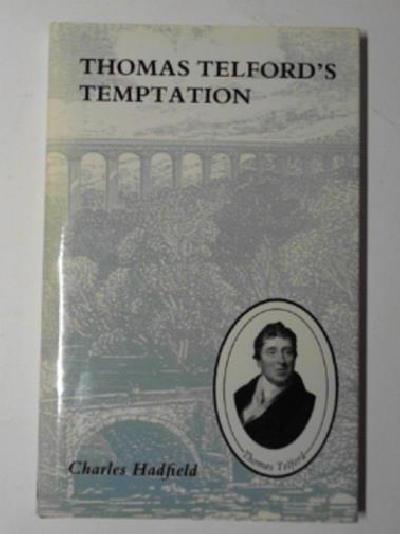 THOMAS TELFORD'S
TEMPTATION
Thomas Telford
Charles Hadfield